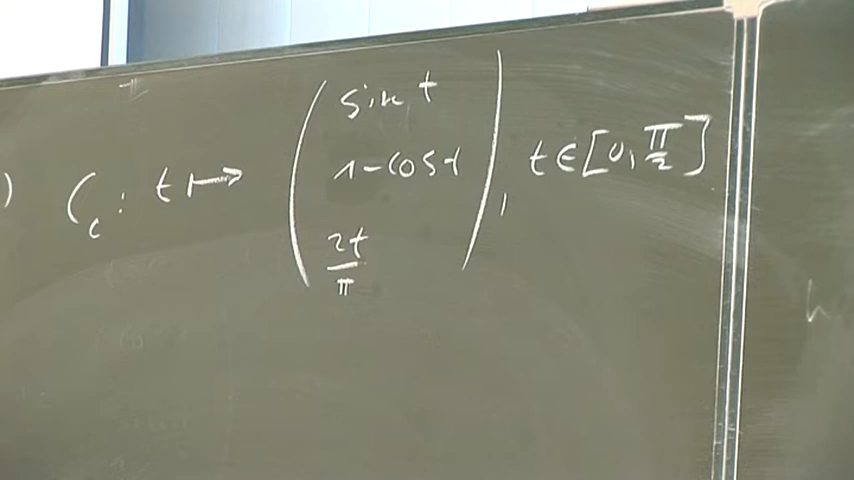 ) C_c : t ↦ ( sin t
1 - cos t
2t/π ) , t ∈ [0, π/2]
h